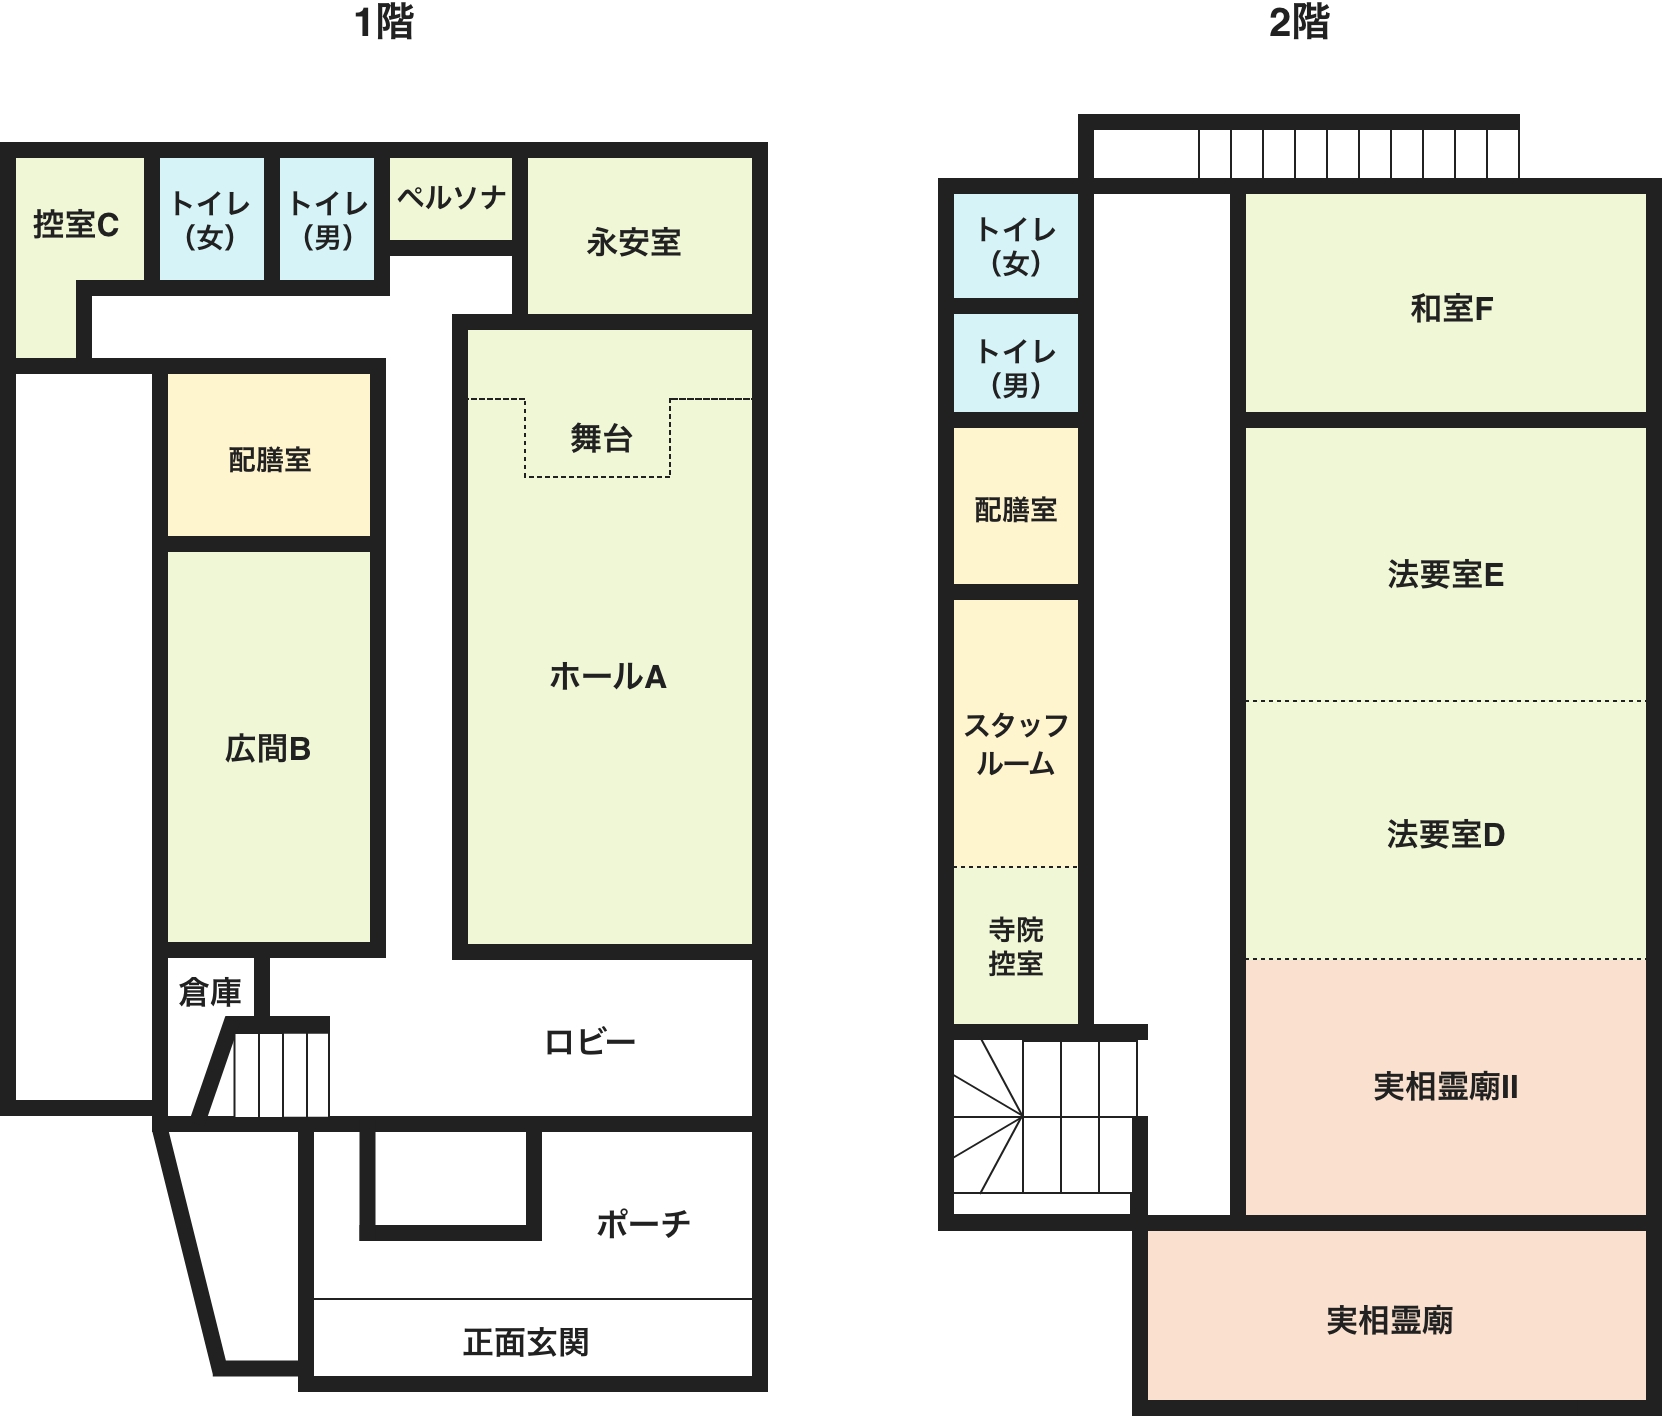 1階
控室C
トイレ
（女）
トイレ
（男）
ペルソナ
永安室
舞台
配膳室
ホールA
広間B
倉庫
ロビー
ポーチ
正面玄関
2階
トイレ
（女）
和室F
トイレ
（男）
配膳室
法要室E
スタッフ
ルーム
法要室D
寺院
控室
実相霊廟II
実相霊廟